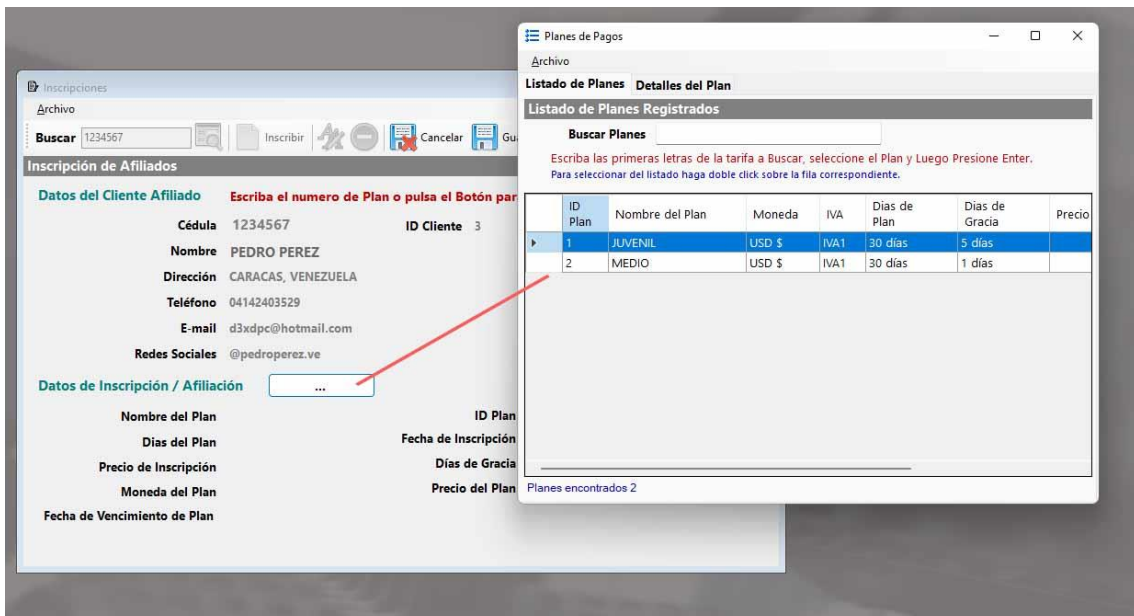 Planes de Pagos
Archivo
Listado de Planes Detalles del Plan
Listado de Planes Registrados
Buscar Planes
Escriba las primeras letras de la tarifa a Buscar, seleccione el Plan y Luego Presione Enter.
Para seleccionar del listado haga doble click sobre la fila correspondiente.
ID Plan Nombre del Plan Moneda IVA Dias de Plan Dias de Gracia Precio
1 JUVENIL USD $ IVA1 30 días 5 días
2 MEDIO USD $ IVA1 30 días 1 días
Planes encontrados 2
Inscripciones
Archivo
Buscar 1234567 Inscribir Cancelar Gu
Inscripción de Afiliados
Datos del Cliente Afiliado Escriba el numero de Plan o pulsa el Botón par
Cédula 1234567 ID Cliente 3
Nombre PEDRO PEREZ
Dirección CARACAS, VENEZUELA
Teléfono 04142403529
E-mail d3xdpc@hotmail.com
Redes Sociales @pedroperez.ve
Datos de Inscripción / Afiliación ...
Nombre del Plan ID Plan
Dias del Plan Fecha de Inscripción
Precio de Inscripción Días de Gracia
Moneda del Plan Precio del Plan
Fecha de Vencimiento de Plan